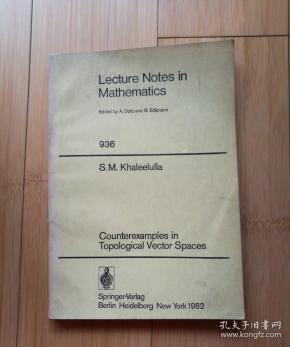 Lecture Notes in
Mathematics
Edited by A. Dold and B. Eckmann
936
S.M. Khaleelulla
Counterexamples in
Topological Vector Spaces
Springer-Verlag
Berlin Heidelberg New York 1982
孔夫子旧书网